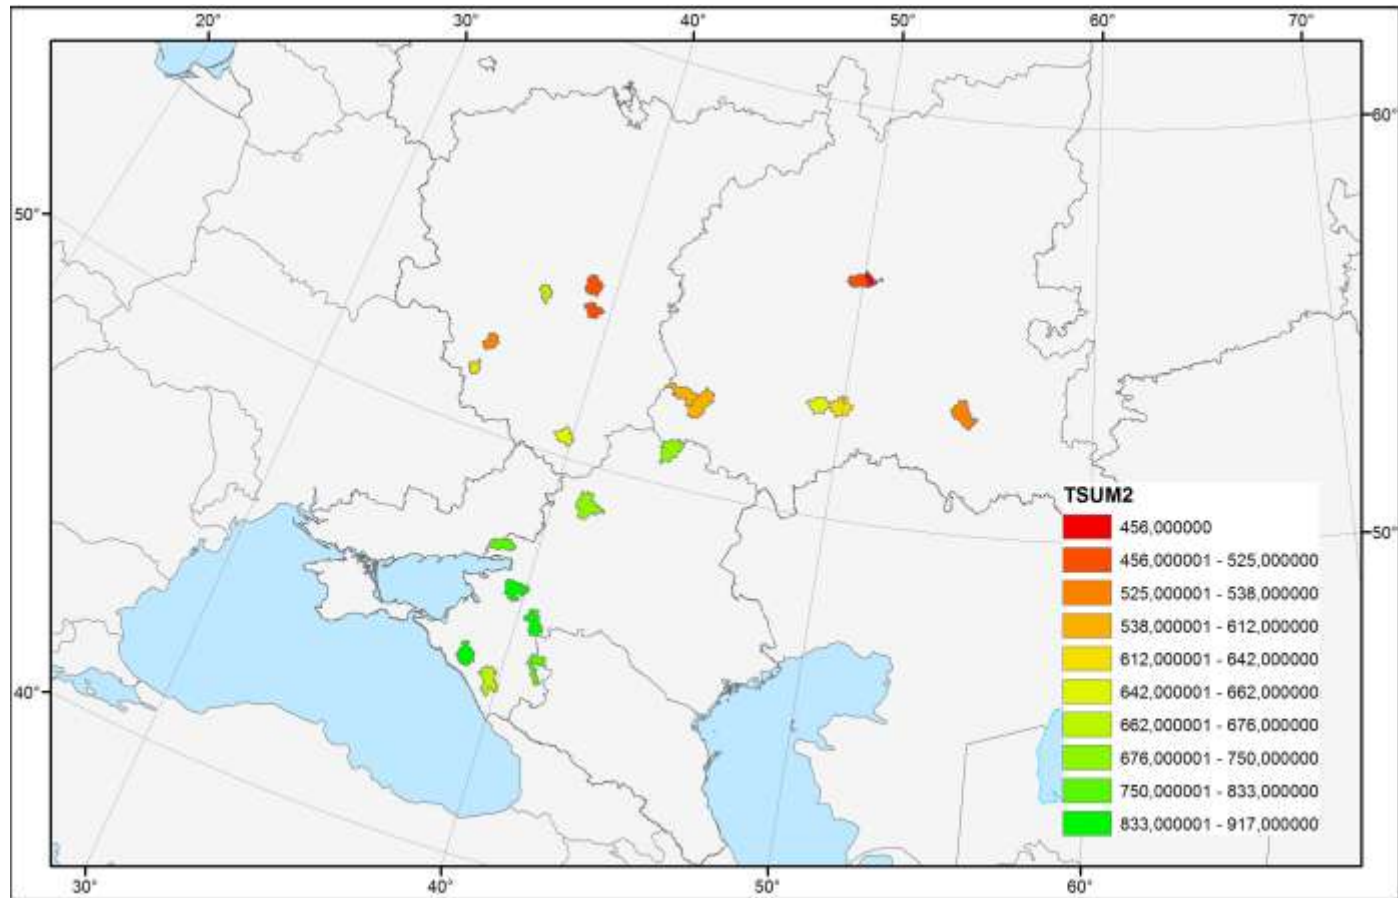 20° 30° 40° 50° 60° 70°
60°
50°
TSUM2
456,000000
456,000001 - 525,000000
525,000001 - 538,000000
50°
538,000001 - 612,000000
612,000001 - 642,000000
642,000001 - 662,000000
40°
662,000001 - 676,000000
676,000001 - 750,000000
750,000001 - 833,000000
833,000001 - 917,000000
30° 40° 50° 60°